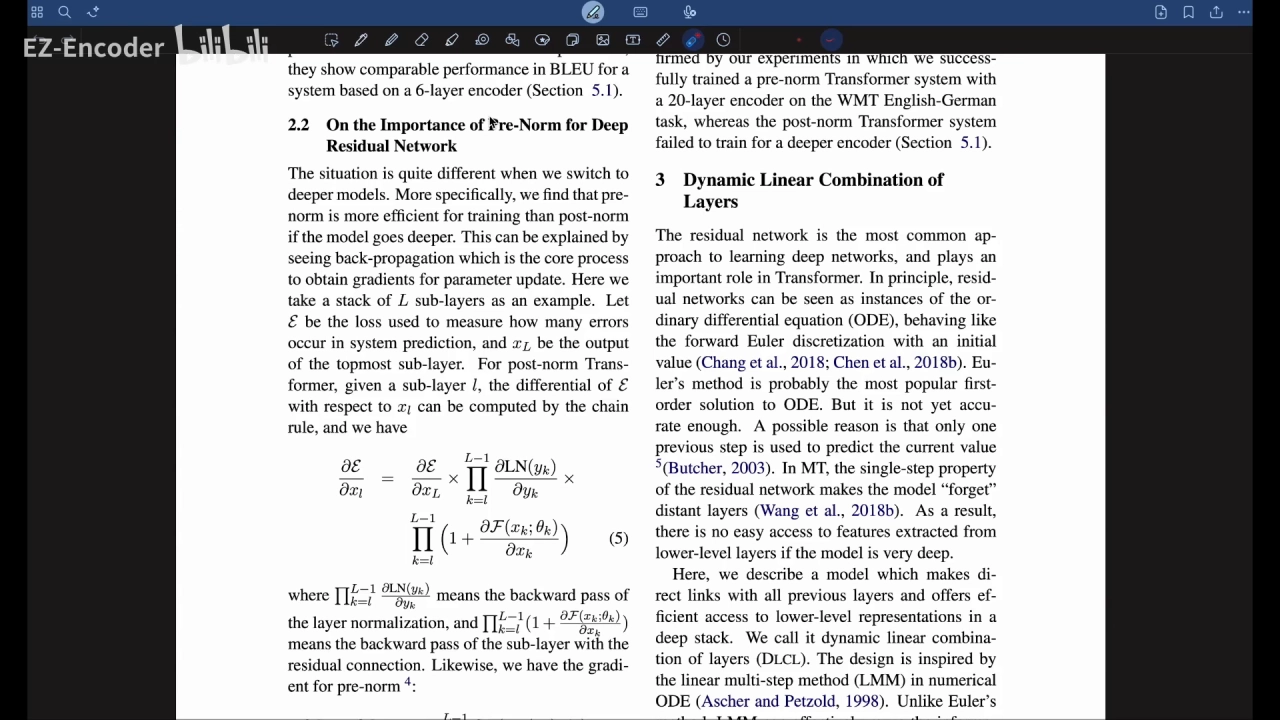 EZ-Encoder bilibili
they show comparable performance in BLEU for a
system based on a 6-layer encoder (Section 5.1).
2.2 On the Importance of Pre-Norm for Deep
Residual Network
The situation is quite different when we switch to
deeper models. More specifically, we find that pre-
norm is more efficient for training than post-norm
if the model goes deeper. This can be explained by
seeing back-propagation which is the core process
to obtain gradients for parameter update. Here we
take a stack of L sub-layers as an example. Let
ℰ be the loss used to measure how many errors
occur in system prediction, and x_L be the output
of the topmost sub-layer. For post-norm Trans-
former, given a sub-layer l, the differential of ℰ
with respect to x_l can be computed by the chain
rule, and we have
∂ℰ/∂x_l = ∂ℰ/∂x_L × ∏_{k=l}^{L−1} ∂LN(y_k)/∂y_k ×
∏_{k=l}^{L−1} (1 + ∂ℱ(x_k; θ_k)/∂x_k) (5)
where ∏_{k=l}^{L−1} ∂LN(y_k)/∂y_k means the backward pass of
the layer normalization, and ∏_{k=l}^{L−1}(1 + ∂ℱ(x_k;θ_k)/∂x_k)
means the backward pass of the sub-layer with the
residual connection. Likewise, we have the gradi-
ent for pre-norm 4:
firmed by our experiments in which we success-
fully trained a pre-norm Transformer system with
a 20-layer encoder on the WMT English-German
task, whereas the post-norm Transformer system
failed to train for a deeper encoder (Section 5.1).
3 Dynamic Linear Combination of
Layers
The residual network is the most common ap-
proach to learning deep networks, and plays an
important role in Transformer. In principle, resid-
ual networks can be seen as instances of the or-
dinary differential equation (ODE), behaving like
the forward Euler discretization with an initial
value (Chang et al., 2018; Chen et al., 2018b). Eu-
ler's method is probably the most popular first-
order solution to ODE. But it is not yet accu-
rate enough. A possible reason is that only one
previous step is used to predict the current value
5(Butcher, 2003). In MT, the single-step property
of the residual network makes the model “forget”
distant layers (Wang et al., 2018b). As a result,
there is no easy access to features extracted from
lower-level layers if the model is very deep.
Here, we describe a model which makes di-
rect links with all previous layers and offers ef-
ficient access to lower-level representations in a
deep stack. We call it dynamic linear combina-
tion of layers (DLCL). The design is inspired by
the linear multi-step method (LMM) in numerical
ODE (Ascher and Petzold, 1998). Unlike Euler's